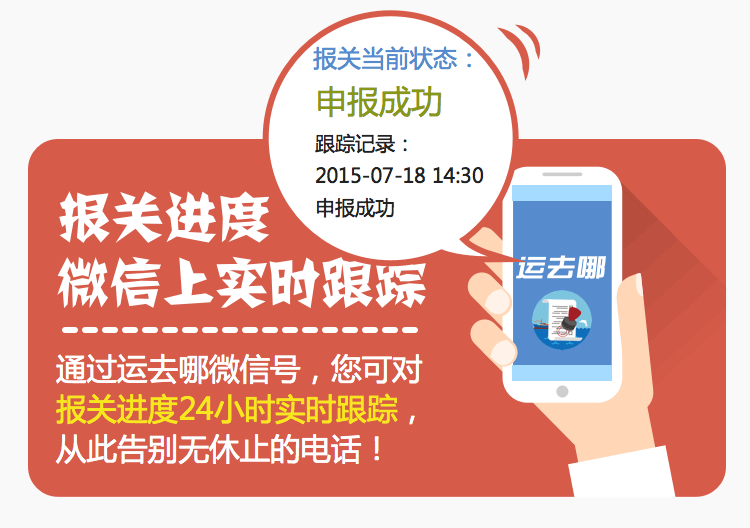 报关当前状态：
申报成功
跟踪记录：
2015-07-18 14:30
申报成功
报关进度
微信上实时跟踪
运去哪
通过运去哪微信号，您可对
报关进度24小时实时跟踪，
从此告别无休止的电话！